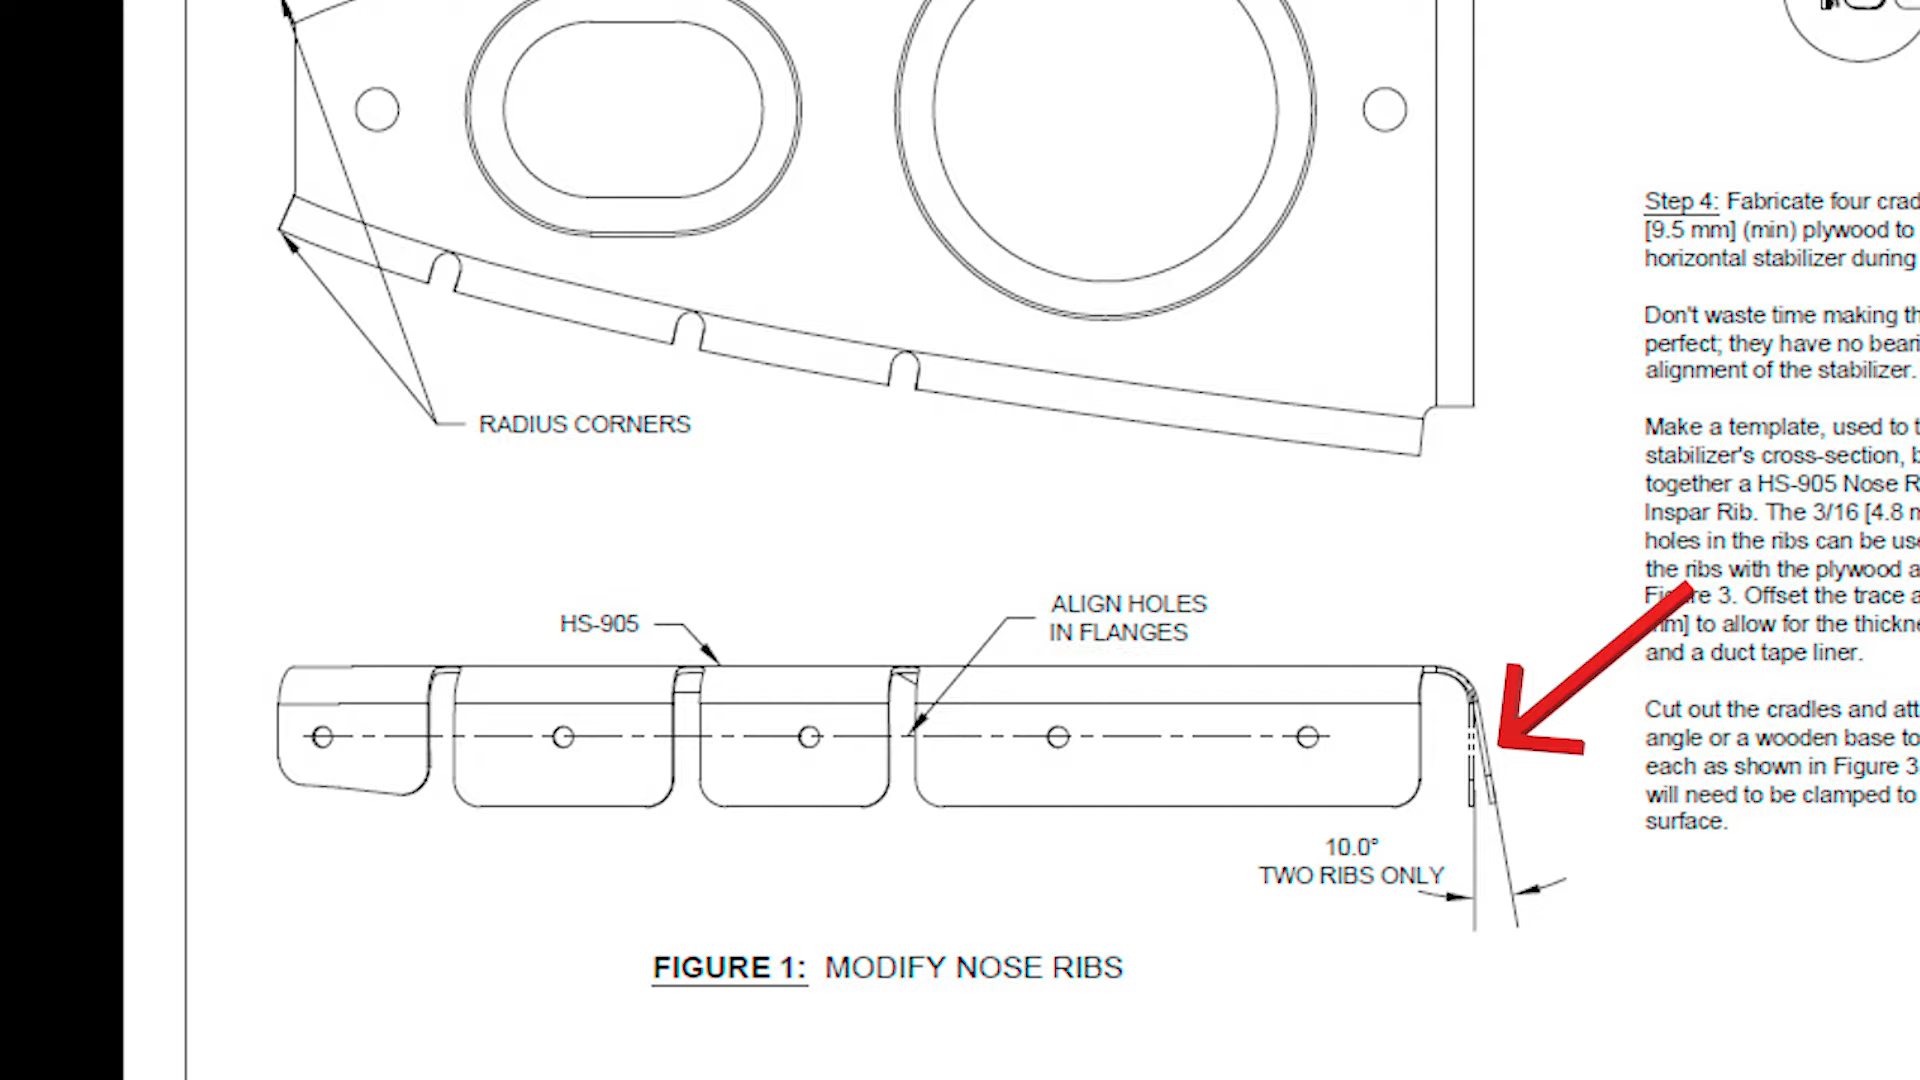 RADIUS CORNERS
HS-905
ALIGN HOLES
IN FLANGES
10.0°
TWO RIBS ONLY
FIGURE 1: MODIFY NOSE RIBS
Step 4: Fabricate four crad
[9.5 mm] (min) plywood to
horizontal stabilizer during
Don't waste time making th
perfect; they have no beari
alignment of the stabilizer.
Make a template, used to t
stabilizer's cross-section, b
together a HS-905 Nose R
Inspar Rib. The 3/16 [4.8 m
holes in the ribs can be use
the ribs with the plywood a
3. Offset the trace a
to allow for the thickne
and a duct tape liner.
Cut out the cradles and att
angle or a wooden base to
each as shown in Figure 3
will need to be clamped to
surface.